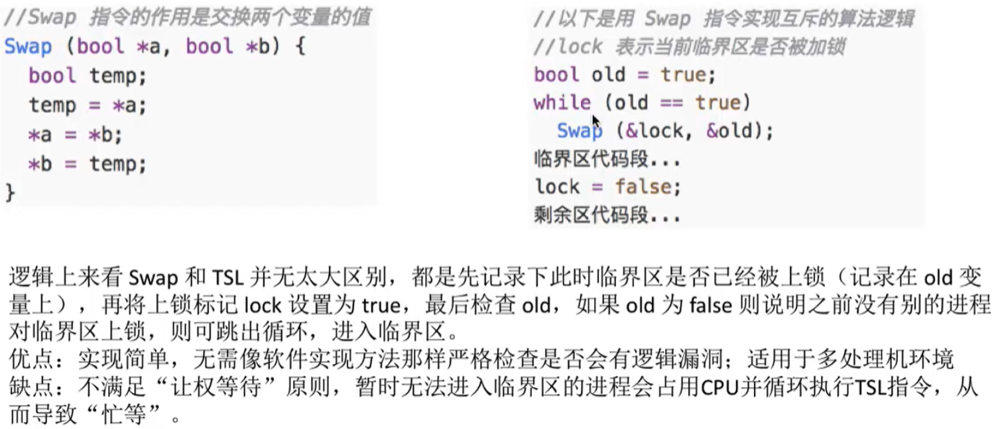 //Swap 指令的作用是交换两个变量的值
Swap (bool *a, bool *b) {
  bool temp;
  temp = *a;
  *a = *b;
  *b = temp;
}
//以下是用 Swap 指令实现互斥的算法逻辑
//lock 表示当前临界区是否被加锁
bool old = true;
while (old == true)
  Swap (&lock, &old);
临界区代码段...
lock = false;
剩余区代码段...
逻辑上来看 Swap 和 TSL 并无太大区别，都是先记录下此时临界区是否已经被上锁（记录在 old 变
量上），再将上锁标记 lock 设置为 true，最后检查 old，如果 old 为 false 则说明之前没有别的进程
对临界区上锁，则可跳出循环，进入临界区。
优点：实现简单，无需像软件实现方法那样严格检查是否会有逻辑漏洞；适用于多处理机环境
缺点：不满足“让权等待”原则，暂时无法进入临界区的进程会占用CPU并循环执行TSL指令，从
而导致“忙等”。